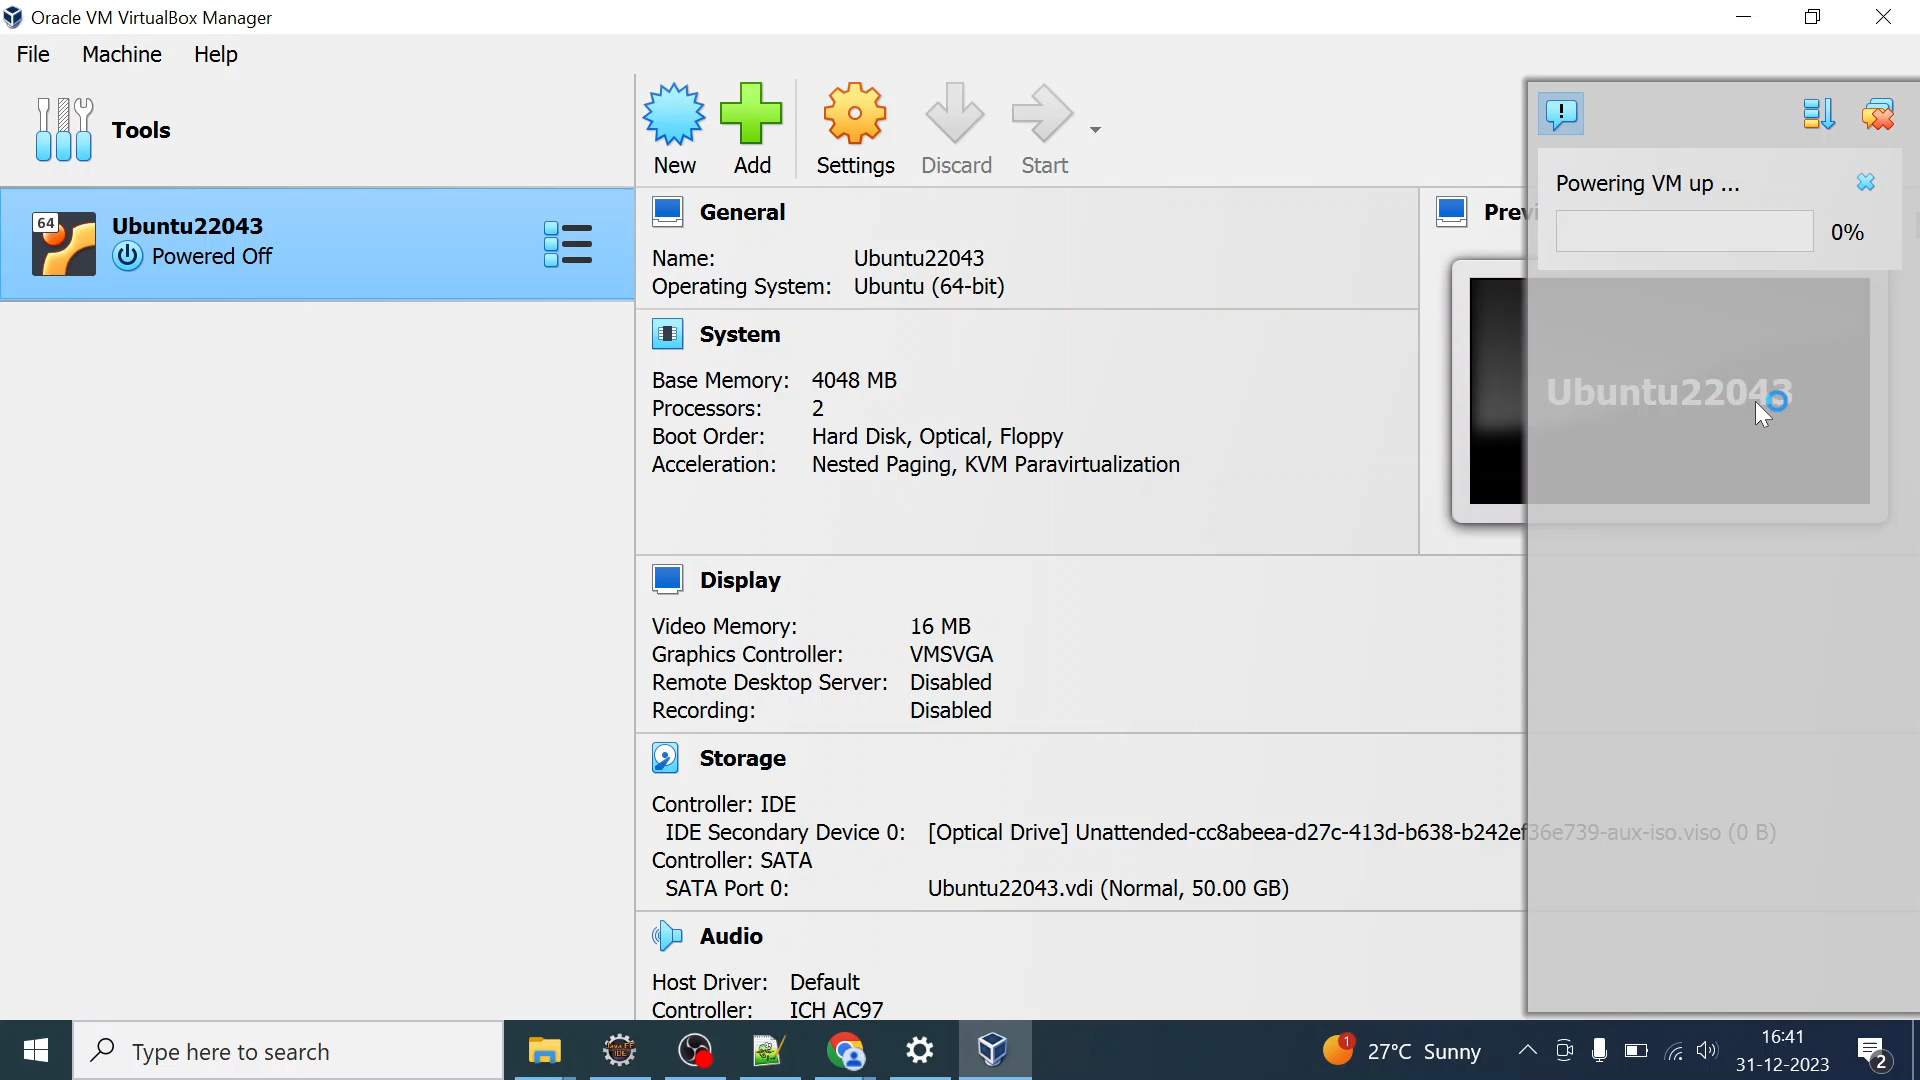 Oracle VM VirtualBox Manager
File Machine Help
Tools
New Add Settings Discard Start
64
Ubuntu22043
Powered Off
General
Name: Ubuntu22043
Operating System: Ubuntu (64-bit)
System
Base Memory: 4048 MB
Processors: 2
Boot Order: Hard Disk, Optical, Floppy
Acceleration: Nested Paging, KVM Paravirtualization
Previ
Powering VM up ...
0%
Ubuntu22043
Display
Video Memory: 16 MB
Graphics Controller: VMSVGA
Remote Desktop Server: Disabled
Recording: Disabled
Storage
Controller: IDE
IDE Secondary Device 0: [Optical Drive] Unattended-cc8abeea-d27c-413d-b638-b242ef36e739-aux-iso.viso (0 B)
Controller: SATA
SATA Port 0: Ubuntu22043.vdi (Normal, 50.00 GB)
Audio
Host Driver: Default
Controller: ICH AC97
Type here to search
1
27°C Sunny
16:41
31-12-2023
2